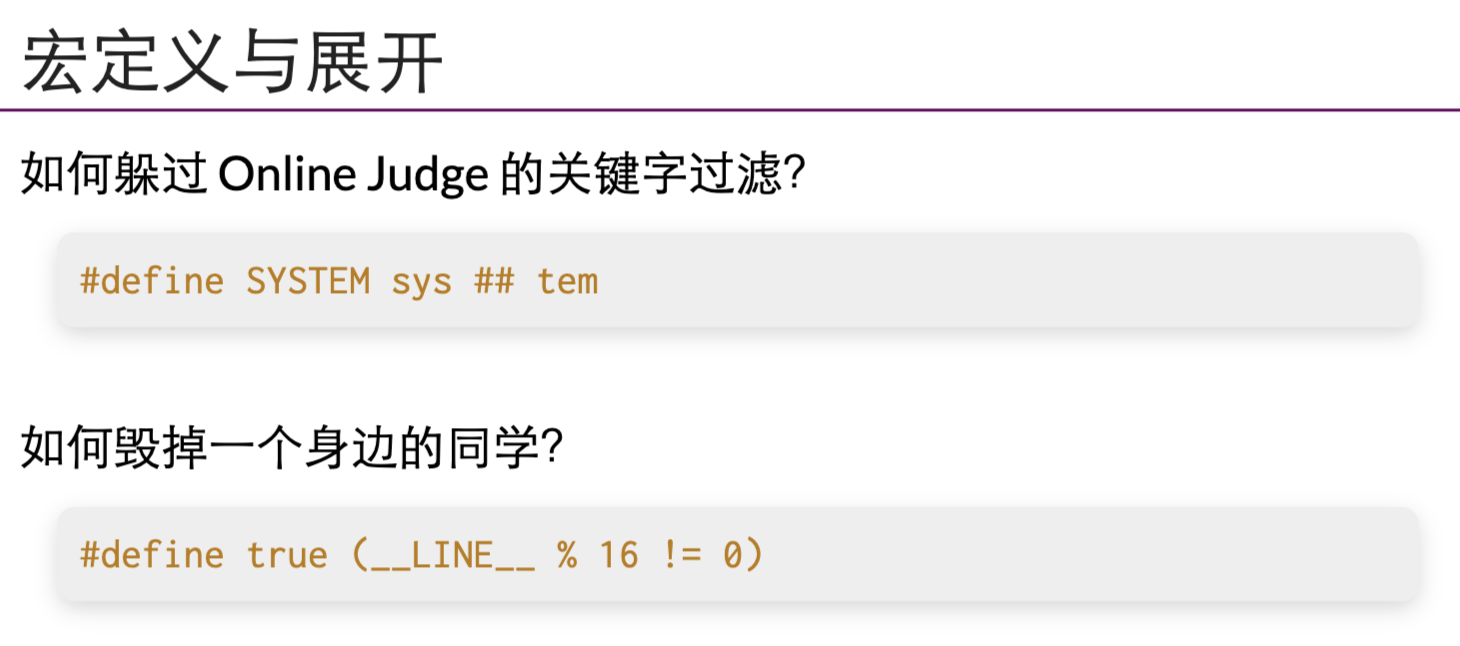 宏定义与展开
如何躲过 Online Judge 的关键字过滤?
#define SYSTEM sys ## tem
如何毁掉一个身边的同学?
#define true (__LINE__ % 16 != 0)